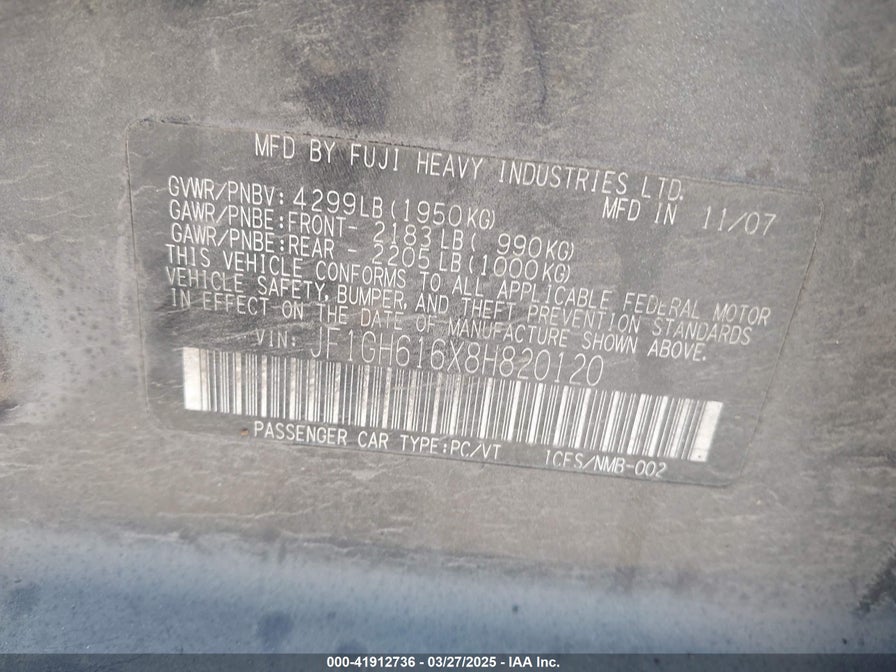 MFD BY FUJI HEAVY INDUSTRIES LTD.
GVWR/PNBV: 4299LB(1950KG) MFD IN 11/07
GAWR/PNBE:FRONT- 2183LB( 990KG)
GAWR/PNBE:REAR - 2205LB(1000KG)
THIS VEHICLE CONFORMS TO ALL APPLICABLE FEDERAL MOTOR
VEHICLE SAFETY, BUMPER, AND THEFT PREVENTION STANDARDS
IN EFFECT ON THE DATE OF MANUFACTURE SHOWN ABOVE.
VIN: JF1GH616X8H820120
PASSENGER CAR TYPE:PC/VT 1CFS/NMB-002
000-41912736 - 03/27/2025 - IAA Inc.